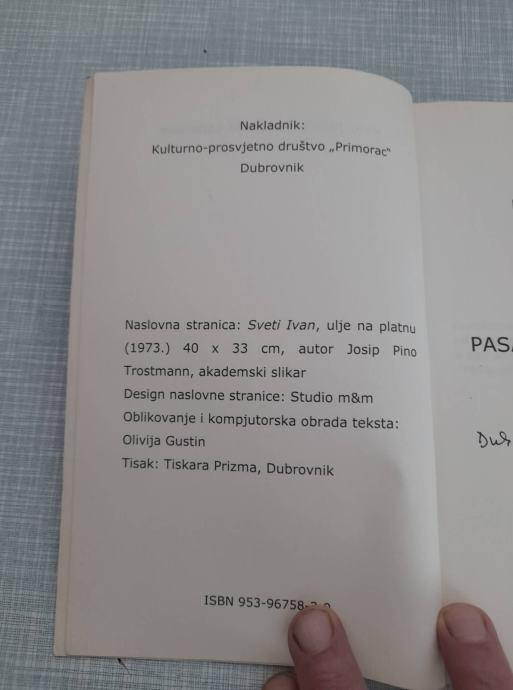 Nakladnik:
Kulturno-prosvjetno društvo „Primorac“
Dubrovnik
Naslovna stranica: Sveti Ivan, ulje na platnu
(1973.) 40 x 33 cm, autor Josip Pino
Trostmann, akademski slikar
Design naslovne stranice: Studio m&m
Oblikovanje i kompjutorska obrada teksta:
Olivija Gustin
Tisak: Tiskara Prizma, Dubrovnik
ISBN 953-96758-